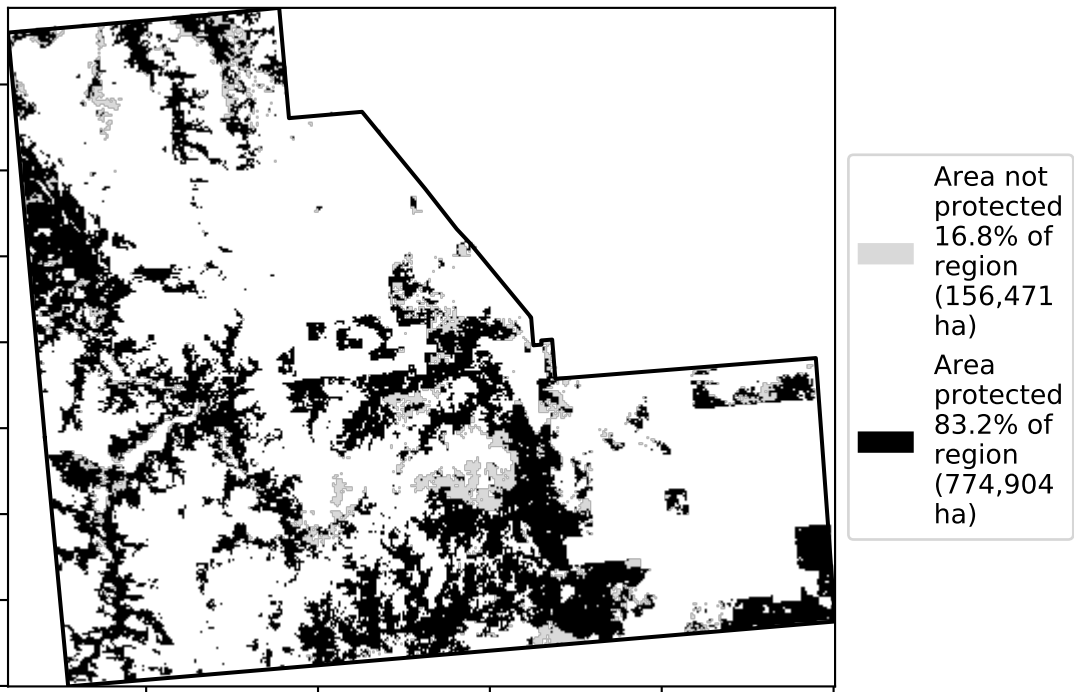 Area not
protected
16.8% of
region
(156,471
ha)
Area
protected
83.2% of
region
(774,904
ha)